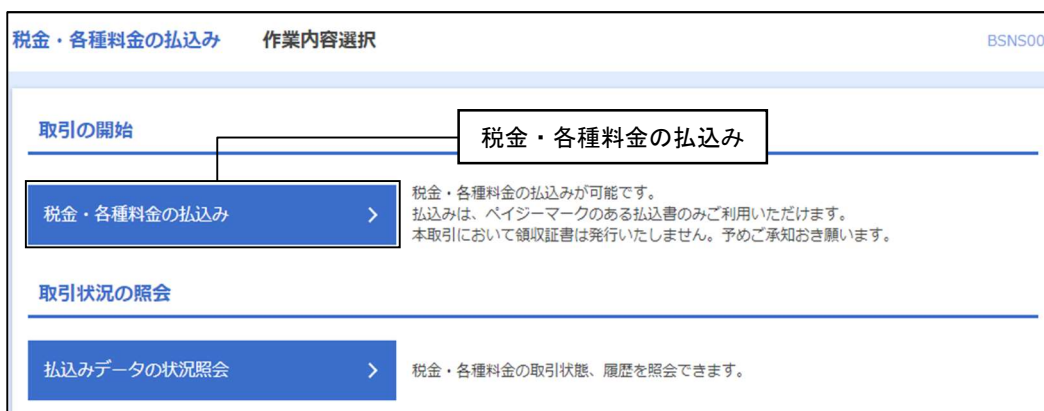 税金・各種料金の払込み 作業内容選択 BSNS00
取引の開始
税金・各種料金の払込み
税金・各種料金の払込み
税金・各種料金の払込みが可能です。
払込みは、ペイジーマークのある払込書のみご利用いただけます。
本取引において領収証書は発行いたしません。予めご承知おき願います。
取引状況の照会
払込みデータの状況照会
税金・各種料金の取引状態、履歴を照会できます。